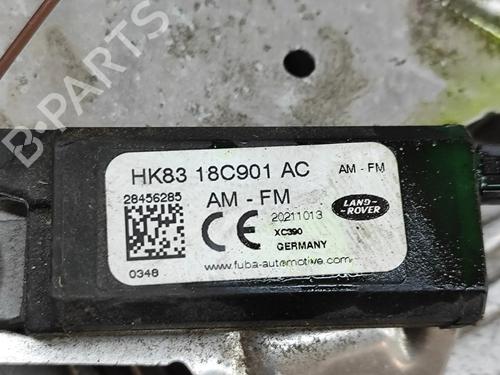 B-PARTS
HK83 18C901 AC
AM - FM
28456285
AM - FM
CE
20211013
LAND-
-ROVER
XC390
GERMANY
0348
www.fuba-automotive.com